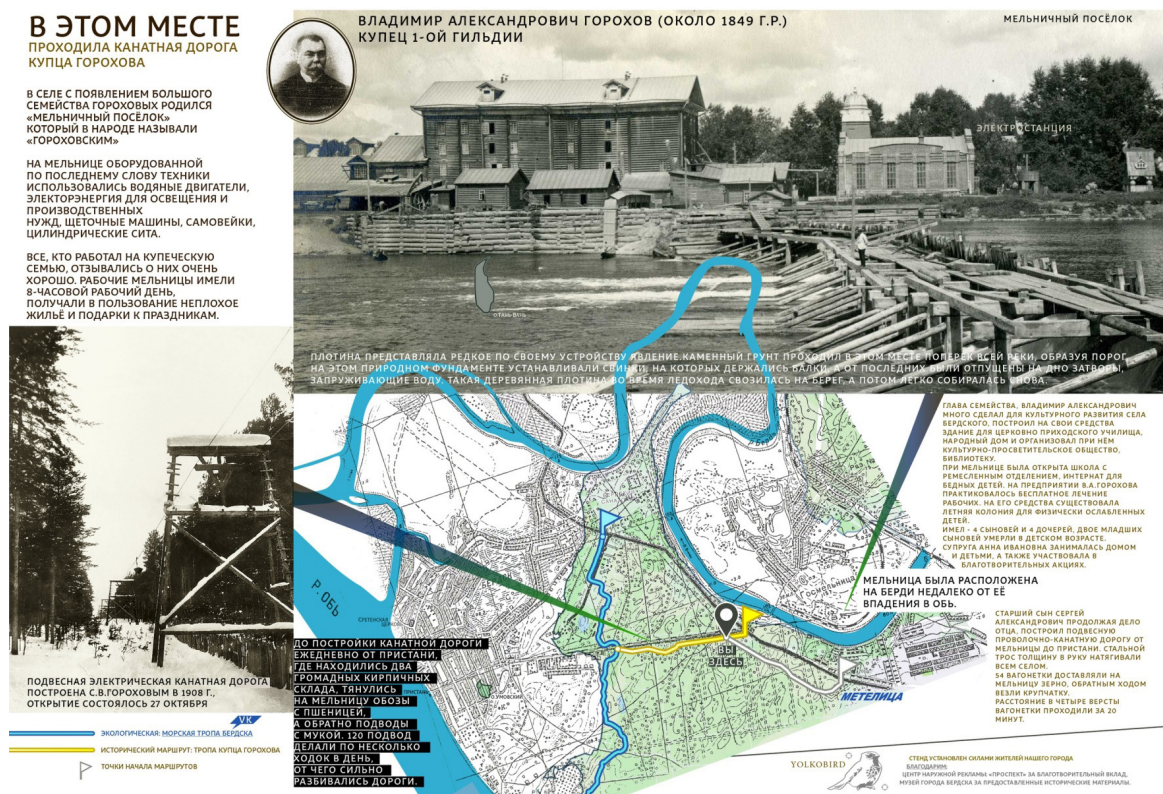 В ЭТОМ МЕСТЕ
ПРОХОДИЛА КАНАТНАЯ ДОРОГА
КУПЦА ГОРОХОВА
В СЕЛЕ С ПОЯВЛЕНИЕМ БОЛЬШОГО
СЕМЕЙСТВА ГОРОХОВЫХ РОДИЛСЯ
«МЕЛЬНИЧНЫЙ ПОСЁЛОК»
КОТОРЫЙ В НАРОДЕ НАЗЫВАЛИ
«ГОРОХОВСКИМ»
НА МЕЛЬНИЦЕ ОБОРУДОВАННОЙ
ПО ПОСЛЕДНЕМУ СЛОВУ ТЕХНИКИ
ИСПОЛЬЗОВАЛИСЬ ВОДЯНЫЕ ДВИГАТЕЛИ,
ЭЛЕКТОРЭНЕРГИЯ ДЛЯ ОСВЕЩЕНИЯ И
ПРОИЗВОДСТВЕННЫХ
НУЖД, ЩЕТОЧНЫЕ МАШИНЫ, САМОВЕЙКИ,
ЦИЛИНДРИЧЕСКИЕ СИТА.
ВСЕ, КТО РАБОТАЛ НА КУПЕЧЕСКУЮ
СЕМЬЮ, ОТЗЫВАЛИСЬ О НИХ ОЧЕНЬ
ХОРОШО. РАБОЧИЕ МЕЛЬНИЦЫ ИМЕЛИ
8-ЧАСОВОЙ РАБОЧИЙ ДЕНЬ,
ПОЛУЧАЛИ В ПОЛЬЗОВАНИЕ НЕПЛОХОЕ
ЖИЛЬЁ И ПОДАРКИ К ПРАЗДНИКАМ.
ПОДВЕСНАЯ ЭЛЕКТРИЧЕСКАЯ КАНАТНАЯ ДОРОГА
ПОСТРОЕНА С.В.ГОРОХОВЫМ В 1908 Г.,
ОТКРЫТИЕ СОСТОЯЛОСЬ 27 ОКТЯБРЯ
VK
ЭКОЛОГИЧЕСКАЯ: МОРСКАЯ ТРОПА БЕРДСКА
ИСТОРИЧЕСКИЙ МАРШРУТ: ТРОПА КУПЦА ГОРОХОВА
ТОЧКИ НАЧАЛА МАРШРУТОВ
ВЛАДИМИР АЛЕКСАНДРОВИЧ ГОРОХОВ (ОКОЛО 1849 Г.Р.)
КУПЕЦ 1-ОЙ ГИЛЬДИИ
МЕЛЬНИЧНЫЙ ПОСЁЛОК
ЭЛЕКТРОСТАНЦИЯ
О.ТАНЬ-ВАНЬ
ПЛОТИНА ПРЕДСТАВЛЯЛА РЕДКОЕ ПО СВОЕМУ УСТРОЙСТВУ ЯВЛЕНИЕ.КАМЕННЫЙ ГРУНТ ПРОХОДИЛ В ЭТОМ МЕСТЕ ПОПЕРЁК ВСЕЙ РЕКИ, ОБРАЗУЯ ПОРОГ,
НА ЭТОМ ПРИРОДНОМ ФУНДАМЕНТЕ УСТАНАВЛИВАЛИ СВИНКИ, НА КОТОРЫХ ДЕРЖАЛИСЬ БАЛКИ, А ОТ ПОСЛЕДНИХ БЫЛИ ОТПУЩЕНЫ НА ДНО ЗАТВОРЫ,
ЗАПРУЖИВАЮЩИЕ ВОДУ. ТАКАЯ ДЕРЕВЯННАЯ ПЛОТИНА ВО ВРЕМЯ ЛЕДОХОДА СВОЗИЛАСЬ НА БЕРЕГ, А ПОТОМ ЛЕГКО СОБИРАЛАСЬ СНОВА.
р. Бердь
Р. ОБЬ
ВЫ
ЗДЕСЬ
МЕТЕЛИЦА
ПРИСТАНЬ
О.УМОВСКИЙ
ДО ПОСТРОЙКИ КАНАТНОЙ ДОРОГИ
ЕЖЕДНЕВНО ОТ ПРИСТАНИ,
ГДЕ НАХОДИЛИСЬ ДВА
ГРОМАДНЫХ КИРПИЧНЫХ
СКЛАДА, ТЯНУЛИСЬ
НА МЕЛЬНИЦУ ОБОЗЫ
С ПШЕНИЦЕЙ,
А ОБРАТНО ПОДВОДЫ
С МУКОЙ. 120 ПОДВОД
ДЕЛАЛИ ПО НЕСКОЛЬКО
ХОДОК В ДЕНЬ,
ОТ ЧЕГО СИЛЬНО
РАЗБИВАЛИСЬ ДОРОГИ.
ГЛАВА СЕМЕЙСТВА, ВЛАДИМИР АЛЕКСАНДРОВИЧ
МНОГО СДЕЛАЛ ДЛЯ КУЛЬТУРНОГО РАЗВИТИЯ СЕЛА
БЕРДСКОГО, ПОСТРОИЛ НА СВОИ СРЕДСТВА
ЗДАНИЕ ДЛЯ ЦЕРКОВНО ПРИХОДСКОГО УЧИЛИЩА,
НАРОДНЫЙ ДОМ И ОРГАНИЗОВАЛ ПРИ НЁМ
КУЛЬТУРНО-ПРОСВЕТИТЕЛЬСКОЕ ОБЩЕСТВО,
БИБЛИОТЕКУ.
ПРИ МЕЛЬНИЦЕ БЫЛА ОТКРЫТА ШКОЛА С
РЕМЕСЛЕННЫМ ОТДЕЛЕНИЕМ, ИНТЕРНАТ ДЛЯ
БЕДНЫХ ДЕТЕЙ. НА ПРЕДПРИЯТИИ В.А.ГОРОХОВА
ПРАКТИКОВАЛОСЬ БЕСПЛАТНОЕ ЛЕЧЕНИЕ
РАБОЧИХ. НА ЕГО СРЕДСТВА СУЩЕСТВОВАЛА
ЛЕТНЯЯ КОЛОНИЯ ДЛЯ ФИЗИЧЕСКИ ОСЛАБЛЕННЫХ
ДЕТЕЙ.
ИМЕЛ - 4 СЫНОВЕЙ И 4 ДОЧЕРЕЙ, ДВОЕ МЛАДШИХ
СЫНОВЕЙ УМЕРЛИ В ДЕТСКОМ ВОЗРАСТЕ.
СУПРУГА АННА ИВАНОВНА ЗАНИМАЛАСЬ ДОМОМ
И ДЕТЬМИ, А ТАКЖЕ УЧАСТВОВАЛА В
БЛАГОТВОРИТЕЛЬНЫХ АКЦИЯХ.
МЕЛЬНИЦА БЫЛА РАСПОЛОЖЕНА
НА БЕРДИ НЕДАЛЕКО ОТ ЕЁ
ВПАДЕНИЯ В ОБЬ.
СТАРШИЙ СЫН СЕРГЕЙ
АЛЕКСАНДРОВИЧ ПРОДОЛЖАЯ ДЕЛО
ОТЦА, ПОСТРОИЛ ПОДВЕСНУЮ
ПРОВОЛОЧНО-КАНАТНУЮ ДОРОГУ ОТ
МЕЛЬНИЦЫ ДО ПРИСТАНИ. СТАЛЬНОЙ
ТРОС ТОЛЩИНУ В РУКУ НАТЯГИВАЛИ
ВСЕМ СЕЛОМ.
54 ВАГОНЕТКИ ДОСТАВЛЯЛИ НА
МЕЛЬНИЦУ ЗЕРНО, ОБРАТНЫМ ХОДОМ
ВЕЗЛИ КРУПЧАТКУ.
РАССТОЯНИЕ В ЧЕТЫРЕ ВЕРСТЫ
ВАГОНЕТКИ ПРОХОДИЛИ ЗА 20
МИНУТ.
YOLKOBIRD
СТЕНД УСТАНОВЛЕН СИЛАМИ ЖИТЕЛЕЙ НАШЕГО ГОРОДА
БЛАГОДАРИМ:
ЦЕНТР НАРУЖНОЙ РЕКЛАМЫ «ПРОСПЕКТ» ЗА БЛАГОТВОРИТЕЛЬНЫЙ ВКЛАД,
МУЗЕЙ ГОРОДА БЕРДСКА ЗА ПРЕДОСТАВЛЕННЫЕ ИСТОРИЧЕСКИЕ МАТЕРИАЛЫ.